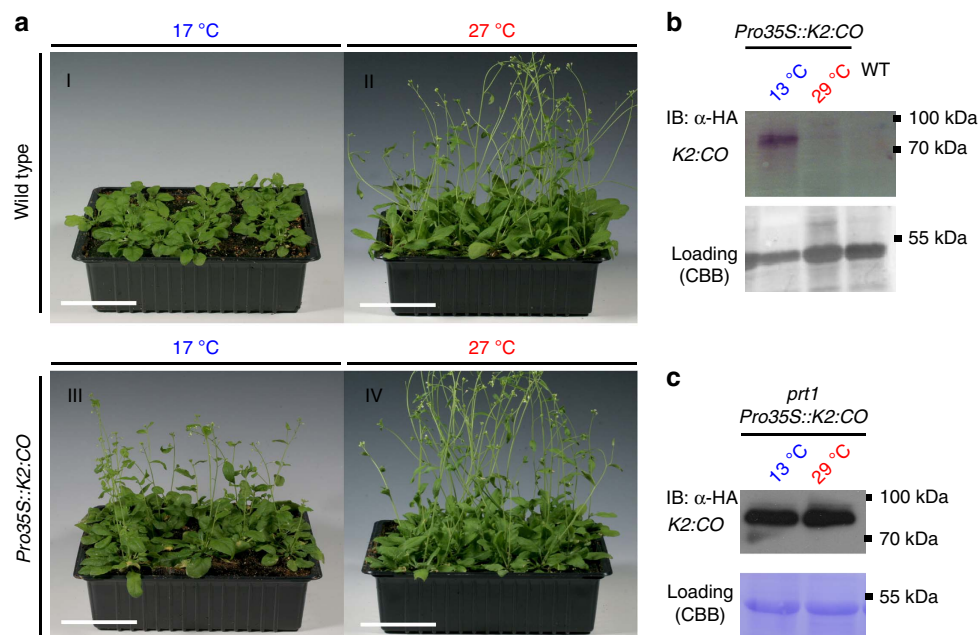 a
17 °C
27 °C
Wild type
I
II
17 °C
27 °C
Pro35S::K2:CO
III
IV
b
Pro35S::K2:CO
13 °C
29 °C
WT
IB: α-HA
K2:CO
100 kDa
70 kDa
Loading
(CBB)
55 kDa
c
prt1
Pro35S::K2:CO
13 °C
29 °C
IB: α-HA
K2:CO
100 kDa
70 kDa
Loading
(CBB)
55 kDa